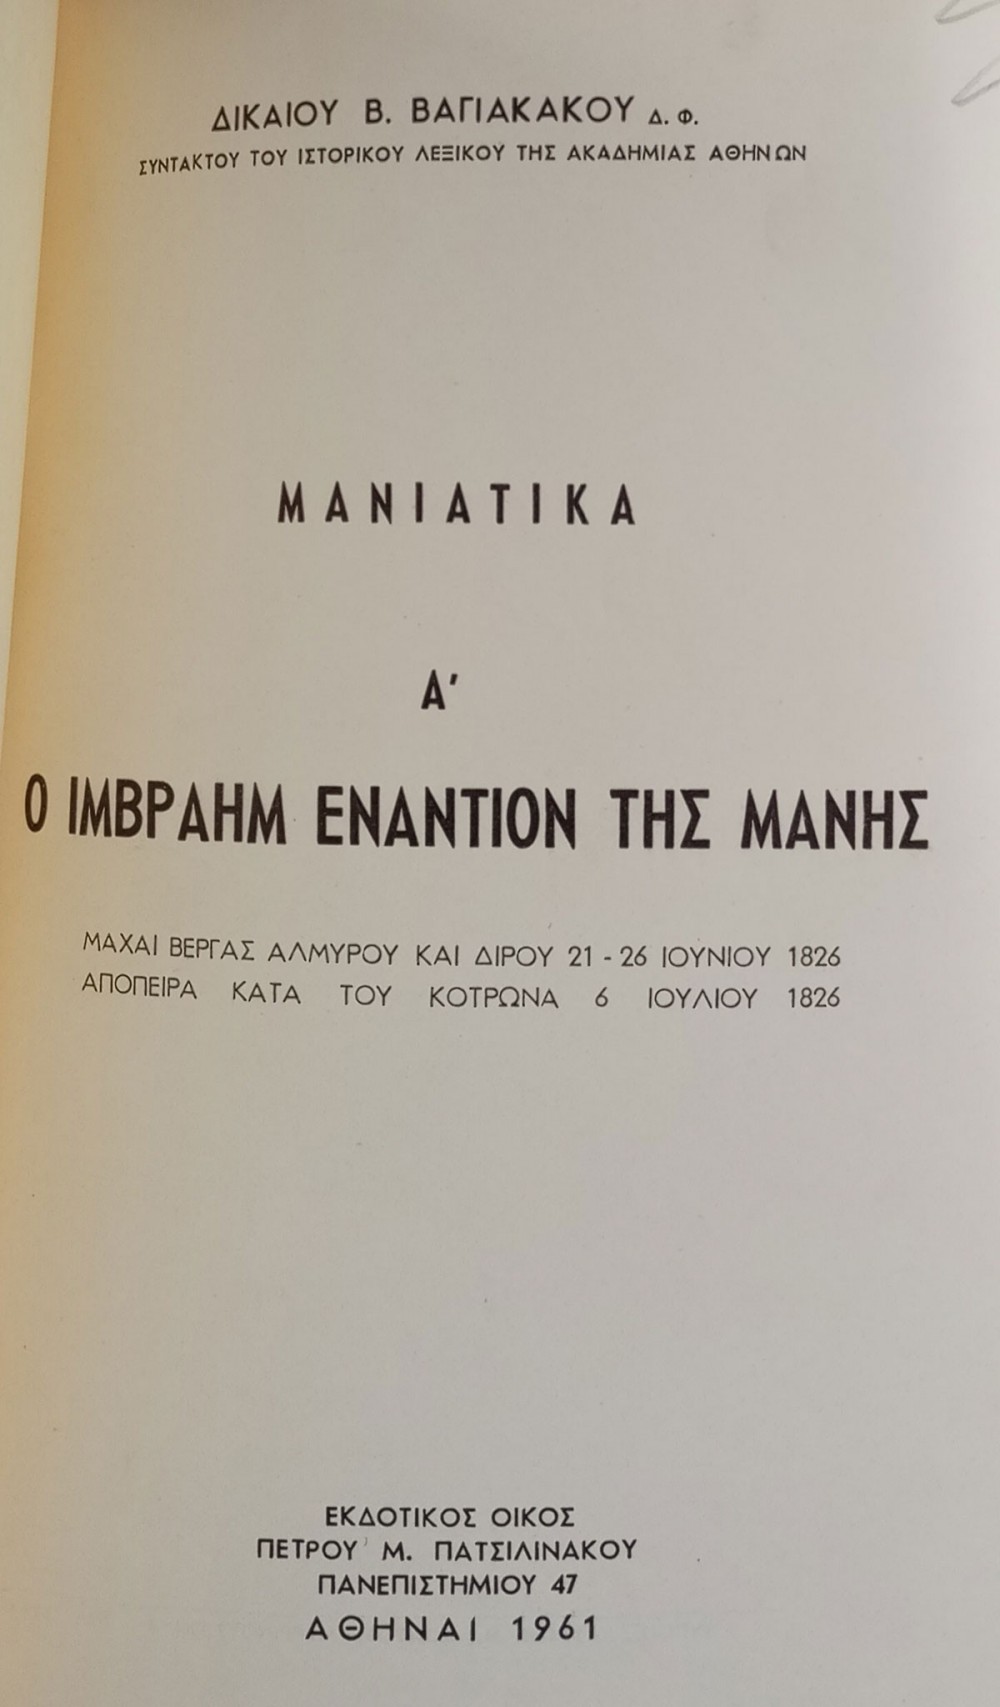 ΔΙΚΑΙΟΥ Β. ΒΑΓΙΑΚΑΚΟΥ Δ. Φ.
ΣΥΝΤΑΚΤΟΥ ΤΟΥ ΙΣΤΟΡΙΚΟΥ ΛΕΞΙΚΟΥ ΤΗΣ ΑΚΑΔΗΜΙΑΣ ΑΘΗΝΩΝ
ΜΑΝΙΑΤΙΚΑ
Α'
Ο ΙΜΒΡΑΗΜ ΕΝΑΝΤΙΟΝ ΤΗΣ ΜΑΝΗΣ
ΜΑΧΑΙ ΒΕΡΓΑΣ ΑΛΜΥΡΟΥ ΚΑΙ ΔΙΡΟΥ 21 - 26 ΙΟΥΝΙΟΥ 1826
ΑΠΟΠΕΙΡΑ ΚΑΤΑ ΤΟΥ ΚΟΤΡΩΝΑ 6 ΙΟΥΛΙΟΥ 1826
ΕΚΔΟΤΙΚΟΣ ΟΙΚΟΣ
ΠΕΤΡΟΥ Μ. ΠΑΤΣΙΛΙΝΑΚΟΥ
ΠΑΝΕΠΙΣΤΗΜΙΟΥ 47
ΑΘΗΝΑΙ 1961